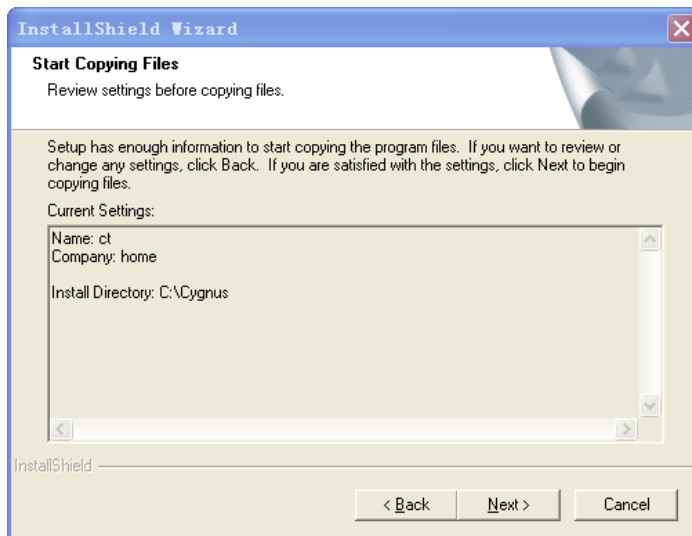 InstallShield Wizard
Start Copying Files
Review settings before copying files.
Setup has enough information to start copying the program files.  If you want to review or
change any settings, click Back.  If you are satisfied with the settings, click Next to begin
copying files.
Current Settings:
Name: ct
Company: home
Install Directory: C:\Cygnus
InstallShield
< Back
Next >
Cancel